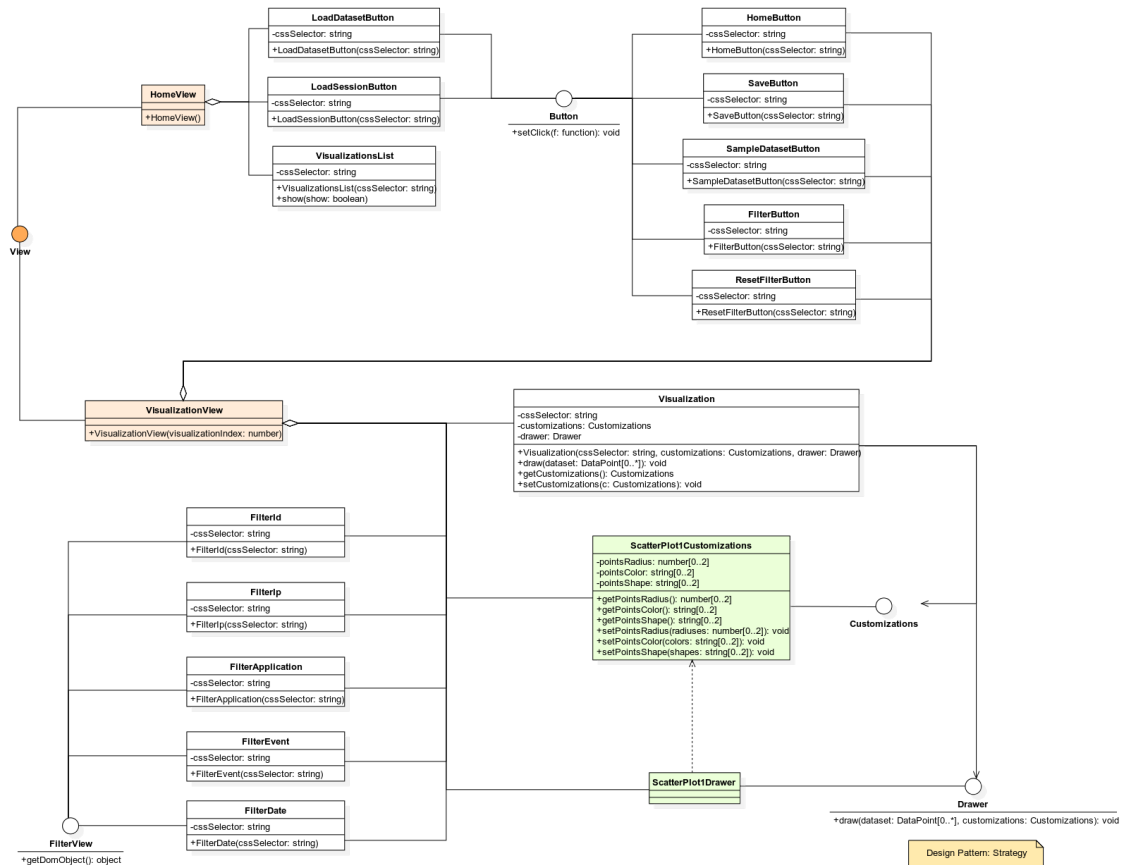 LoadDatasetButton
-cssSelector: string
+LoadDatasetButton(cssSelector: string)
HomeButton
-cssSelector: string
+HomeButton(cssSelector: string)
HomeView
+HomeView()
LoadSessionButton
-cssSelector: string
+LoadSessionButton(cssSelector: string)
SaveButton
-cssSelector: string
+SaveButton(cssSelector: string)
Button
+setClick(f: function): void
VisualizationsList
-cssSelector: string
+VisualizationsList(cssSelector: string)
+show(show: boolean)
SampleDatasetButton
-cssSelector: string
+SampleDatasetButton(cssSelector: string)
View
FilterButton
-cssSelector: string
+FilterButton(cssSelector: string)
ResetFilterButton
-cssSelector: string
+ResetFilterButton(cssSelector: string)
VisualizationView
+VisualizationView(visualizationIndex: number)
Visualization
-cssSelector: string
-customizations: Customizations
-drawer: Drawer
+Visualization(cssSelector: string, customizations: Customizations, drawer: Drawer)
+draw(dataset: DataPoint[0..*]): void
+getCustomizations(): Customizations
+setCustomizations(c: Customizations): void
FilterId
-cssSelector: string
+FilterId(cssSelector: string)
ScatterPlot1Customizations
-pointsRadius: number[0..2]
-pointsColor: string[0..2]
-pointsShape: string[0..2]
+getPointsRadius(): number[0..2]
+getPointsColor(): string[0..2]
+getPointsShape(): string[0..2]
+setPointsRadius(radiuses: number[0..2]): void
+setPointsColor(colors: string[0..2]): void
+setPointsShape(shapes: string[0..2]): void
Customizations
FilterIp
-cssSelector: string
+FilterIp(cssSelector: string)
FilterApplication
-cssSelector: string
+FilterApplication(cssSelector: string)
FilterEvent
-cssSelector: string
+FilterEvent(cssSelector: string)
ScatterPlot1Drawer
Drawer
+draw(dataset: DataPoint[0..*], customizations: Customizations): void
FilterDate
-cssSelector: string
+FilterDate(cssSelector: string)
FilterView
+getDomObject(): object
Design Pattern: Strategy